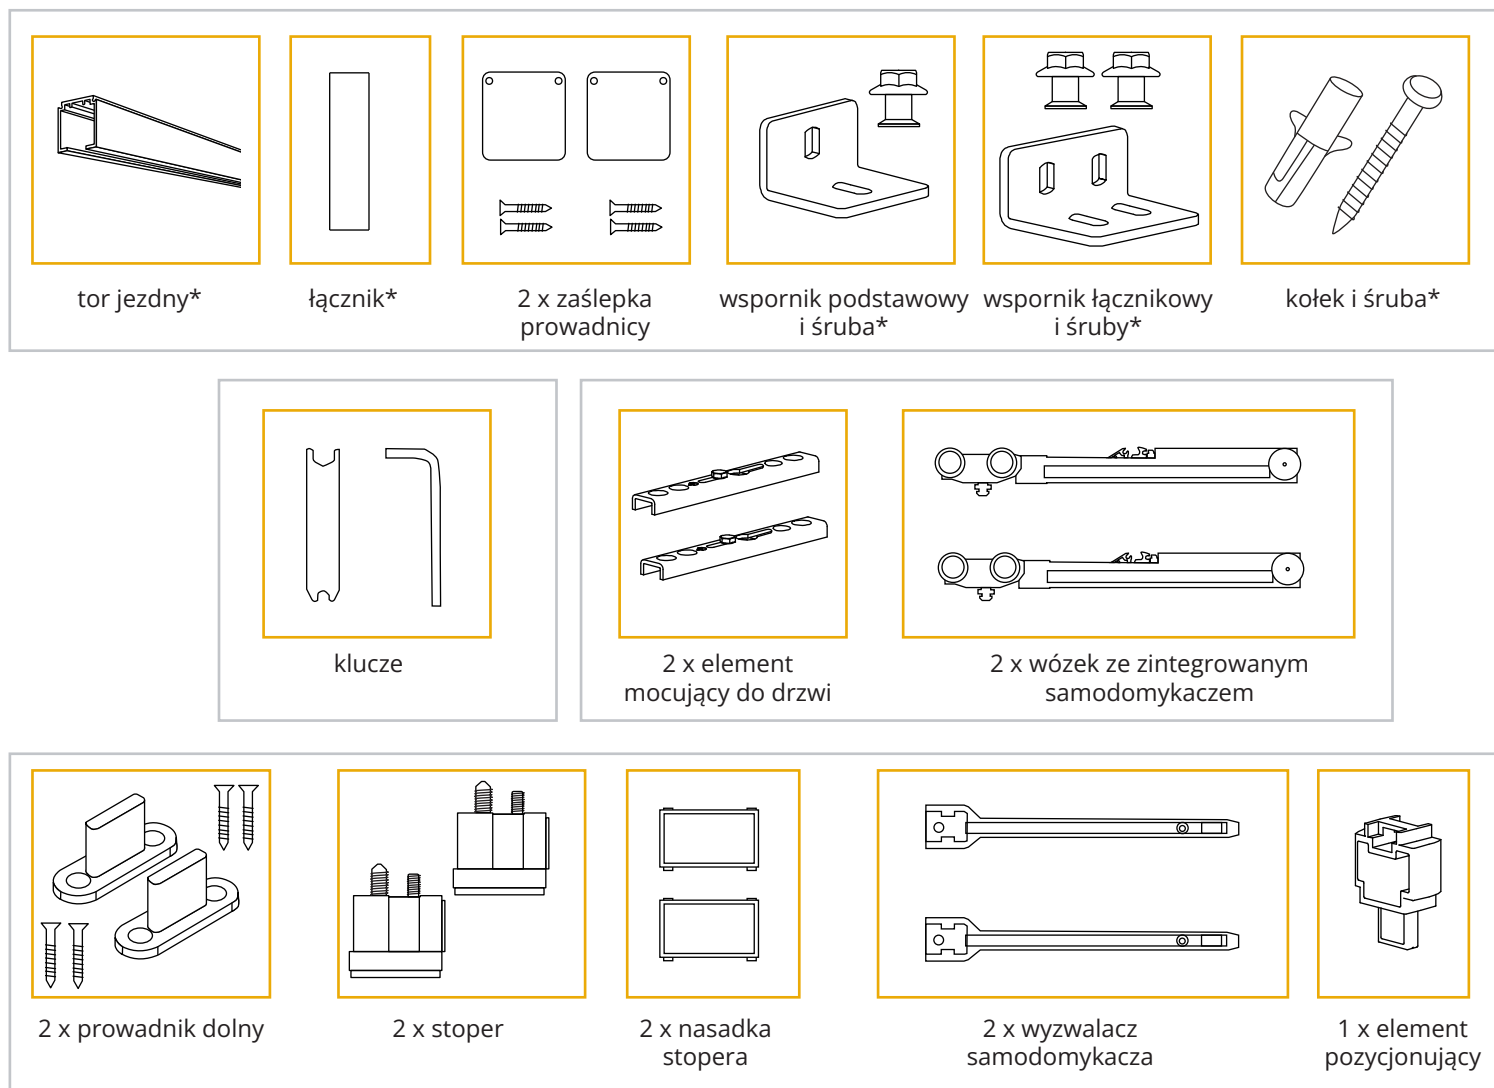 tor jezdny*
łącznik*
2 x zaślepka
prowadnicy
wspornik podstawowy
i śruba*
wspornik łącznikowy
i śruby*
kołek i śruba*
klucze
2 x element
mocujący do drzwi
2 x wózek ze zintegrowanym
samodomykaczem
2 x prowadnik dolny
2 x stoper
2 x nasadka
stopera
2 x wyzwalacz
samodomykacza
1 x element
pozycjonujący